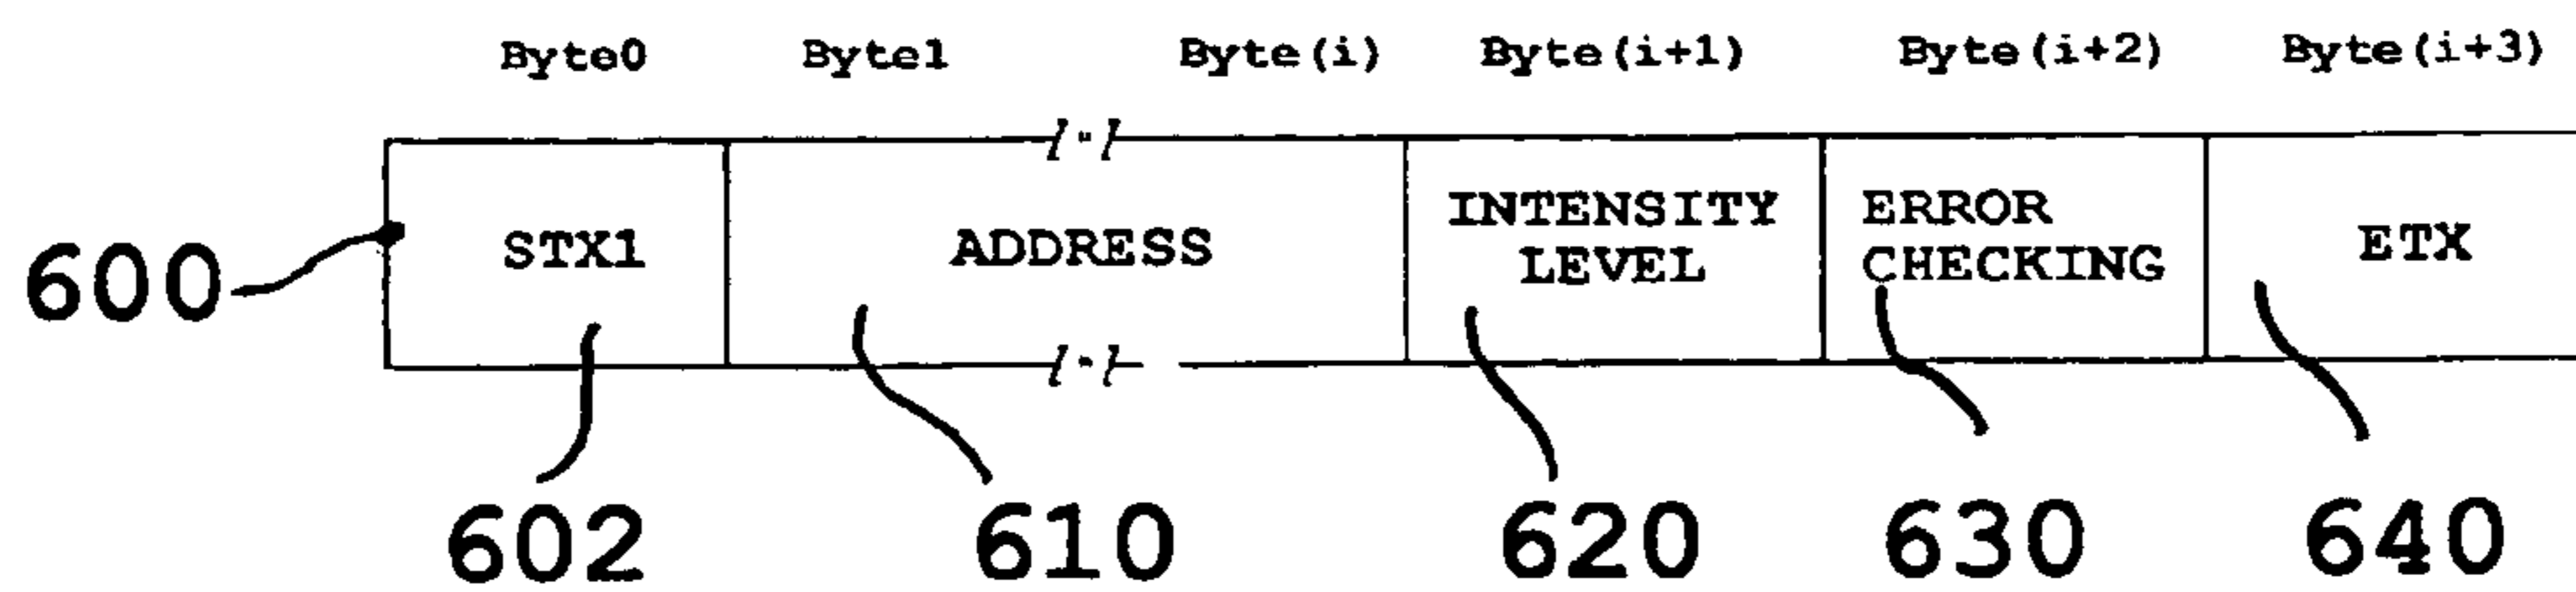 Byte0 Byte1 Byte(i) Byte(i+1) Byte(i+2) Byte(i+3)
STX1 ADDRESS INTENSITY LEVEL ERROR CHECKING ETX
600
602 610 620 630 640